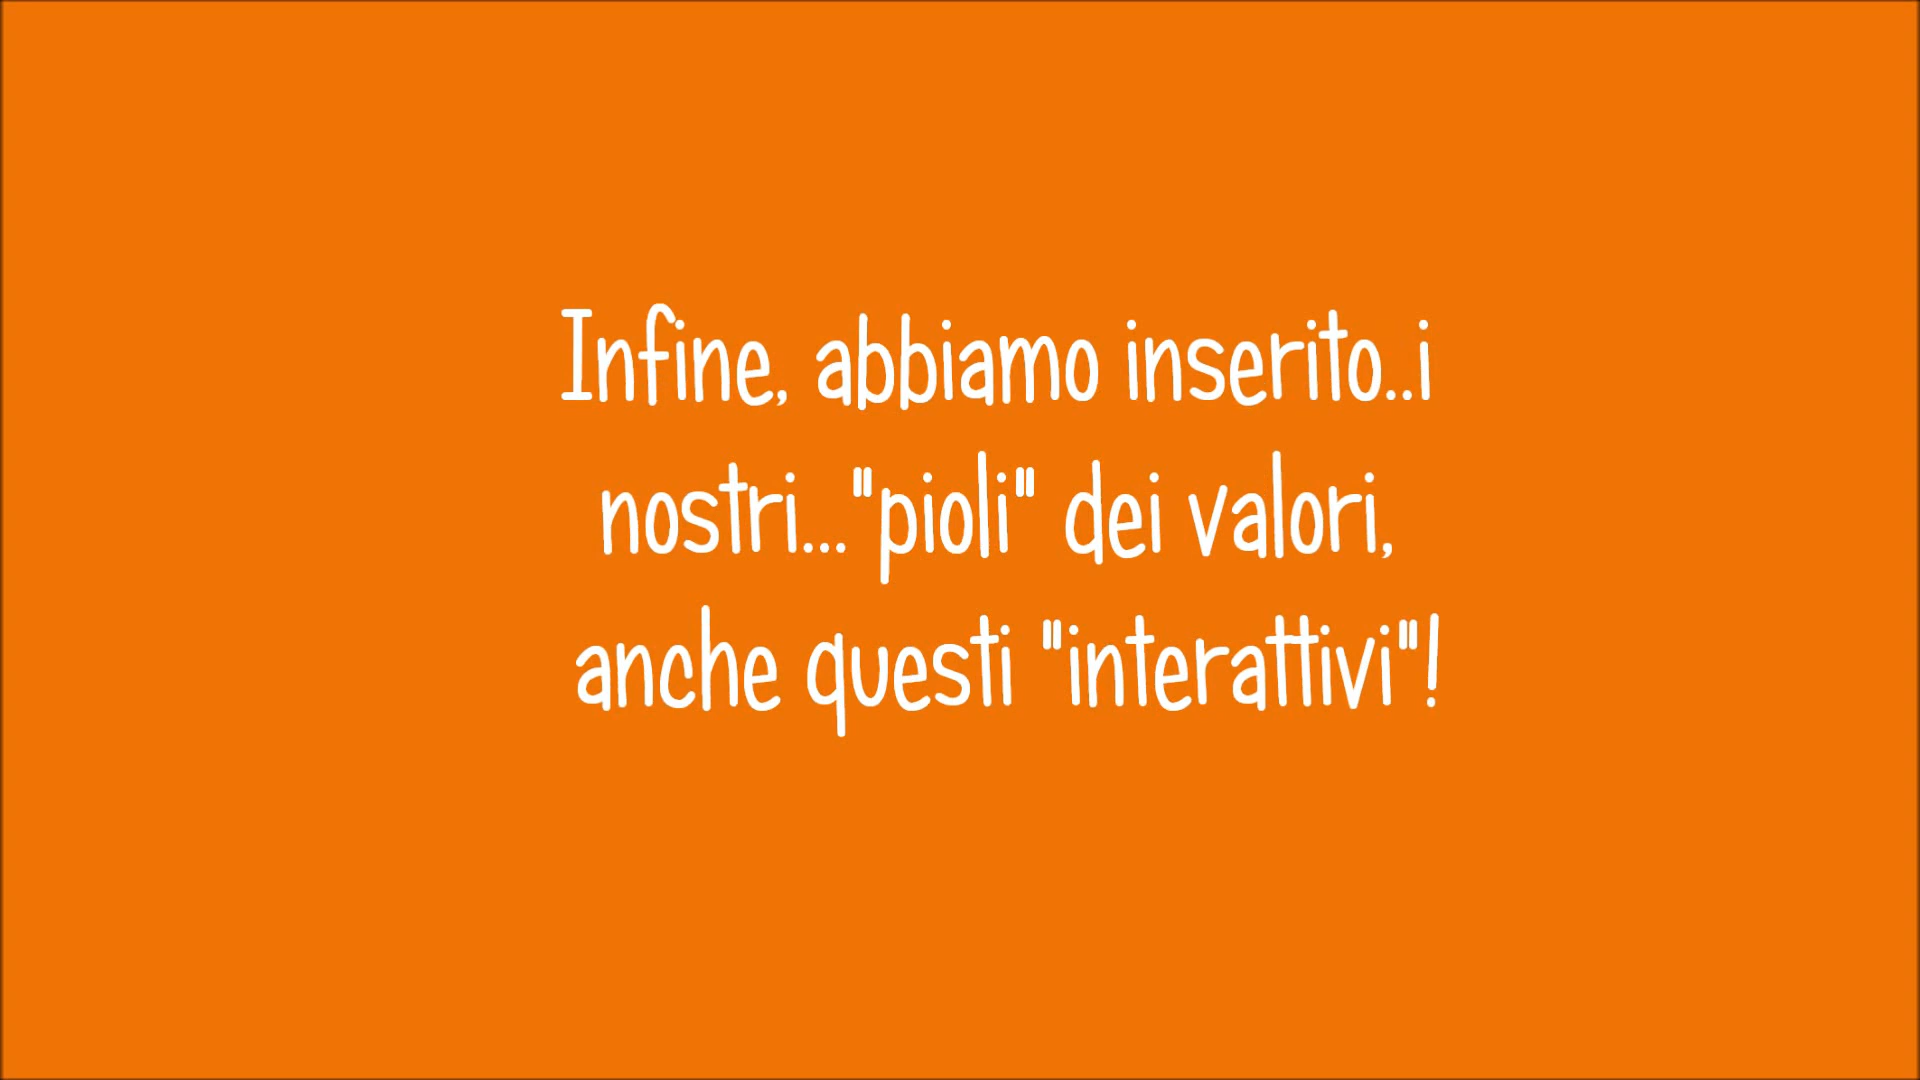 Infine, abbiamo inserito..i
nostri..."pioli" dei valori,
anche questi "interattivi"!